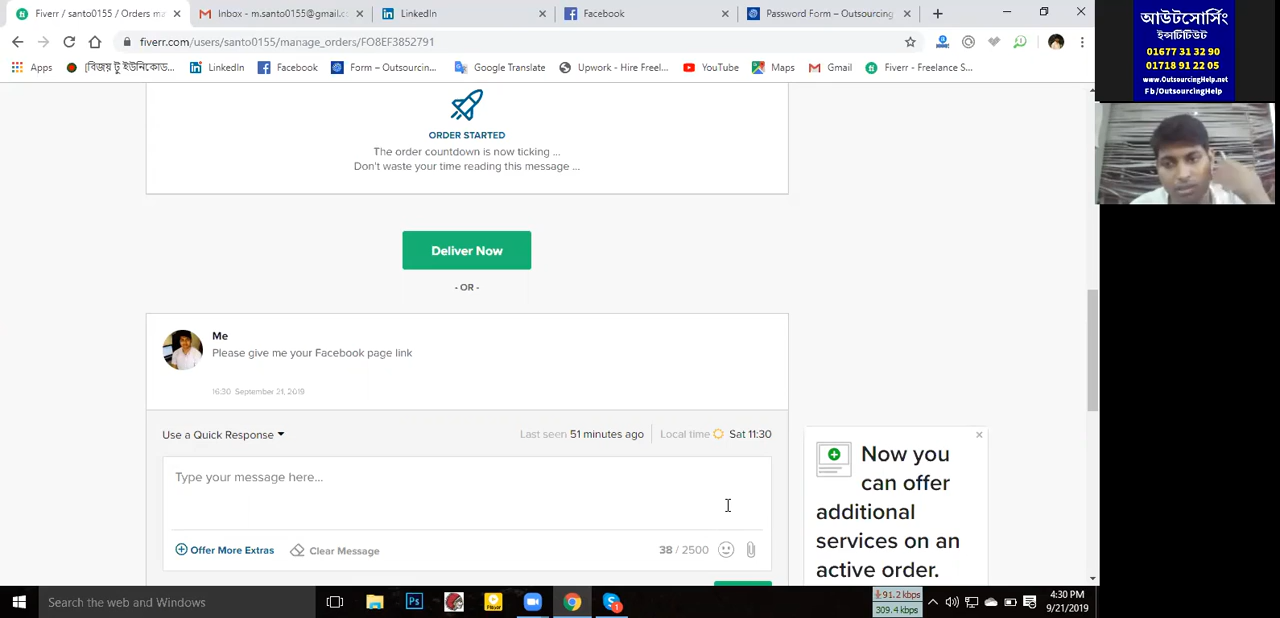 Fiverr / santo0155 / Orders ma
Inbox - m.santo0155@gmail.c
LinkedIn
Facebook
Password Form – Outsourcing
fiverr.com/users/santo0155/manage_orders/FO8EF3852791
Apps
[বিজয় টু ইউনিকোড...
LinkedIn
Facebook
Form – Outsourcin...
Google Translate
Upwork - Hire Freel...
YouTube
Maps
Gmail
Fiverr - Freelance S...
আউটসোর্সিং
ইন্সটিটিউট
01677 31 32 90
01718 91 22 05
www.OutsourcingHelp.net
Fb/OutsourcingHelp
ORDER STARTED
The order countdown is now ticking ...
Don't waste your time reading this message ...
Deliver Now
- OR -
Me
Please give me your Facebook page link
16:30 September 21, 2019
Use a Quick Response
Last seen 51 minutes ago
Local time Sat 11:30
Type your message here...
Offer More Extras
Clear Message
38 / 2500
Now you
can offer
additional
services on an
active order.
Search the web and Windows
Ps
91.2 kbps
309.4 kbps
4:30 PM
9/21/2019